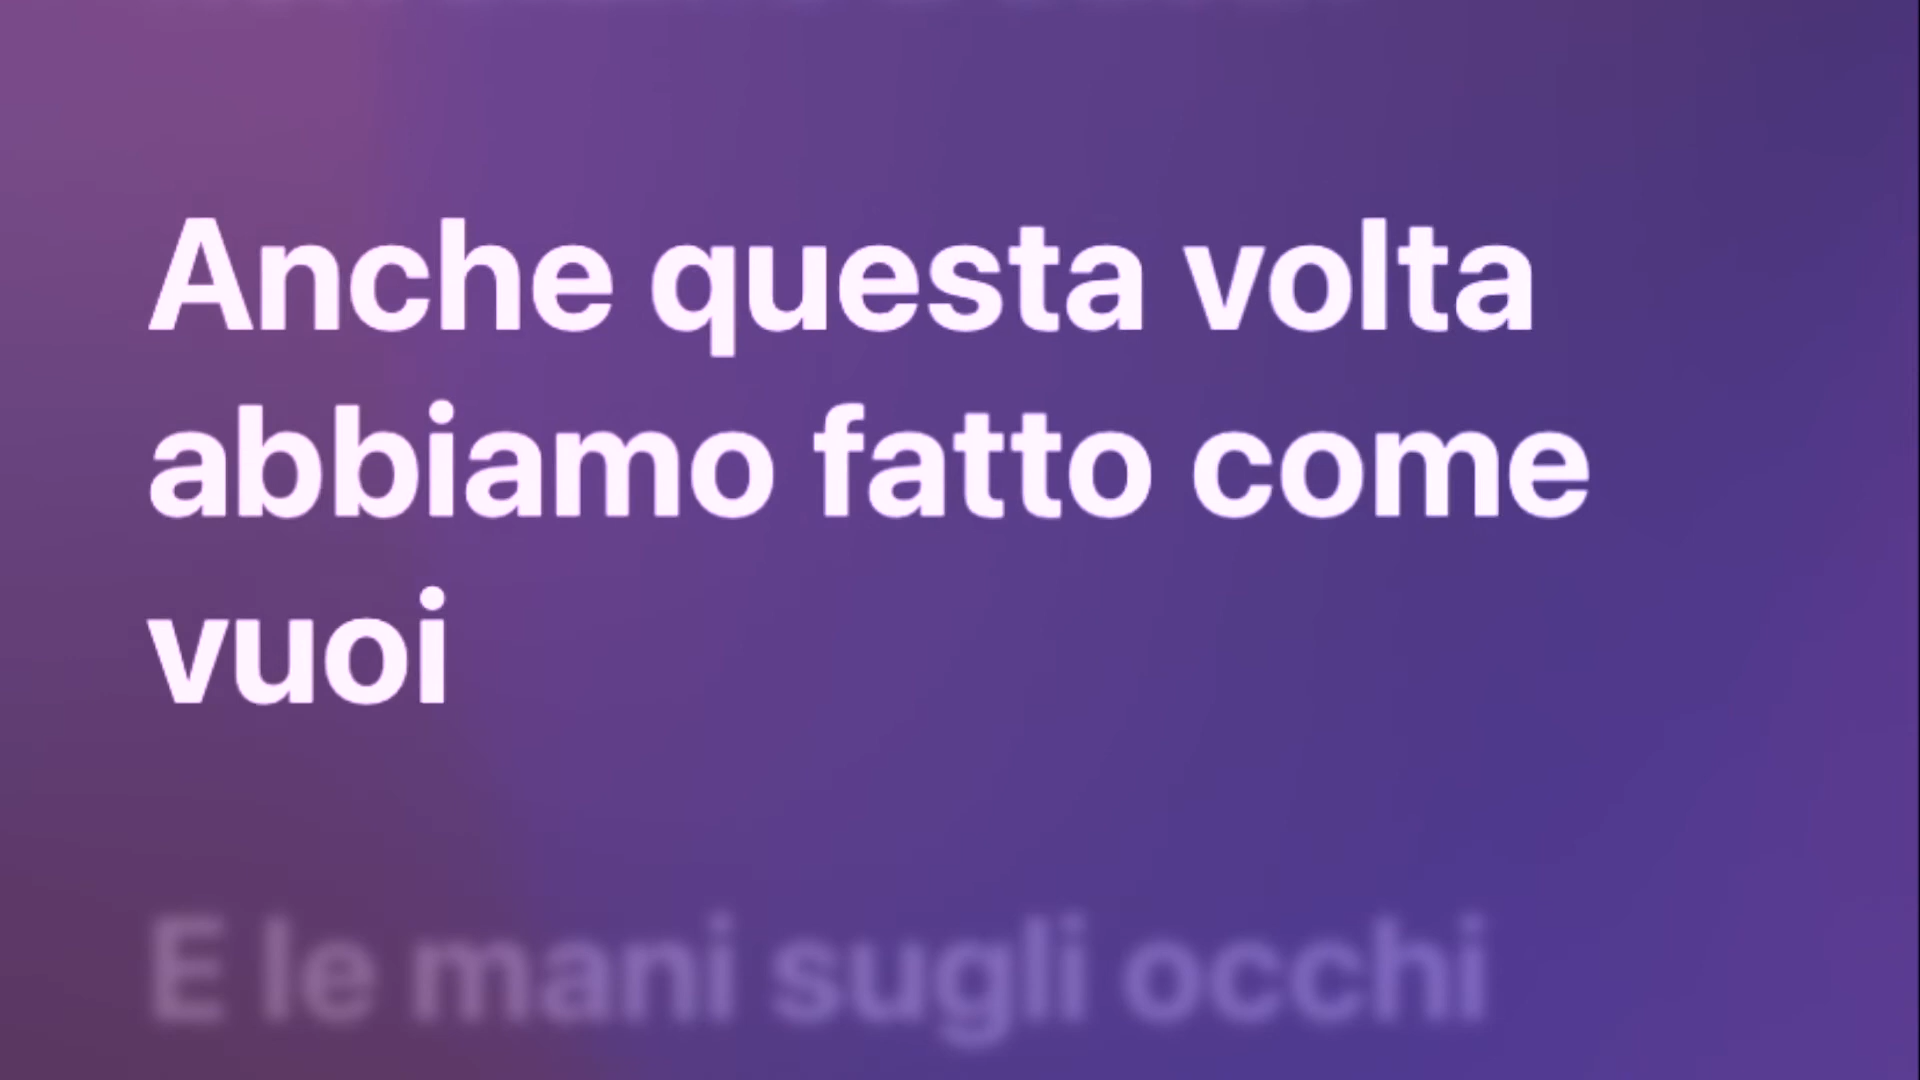 Anche questa volta
abbiamo fatto come
vuoi
E le mani sugli occhi